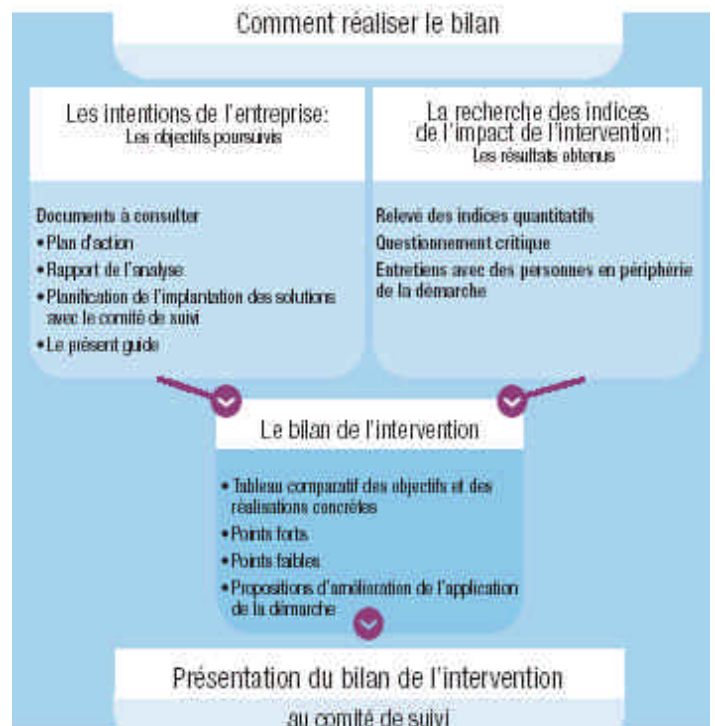 Comment réaliser le bilan
Les intentions de l'entreprise:
Les objectifs poursuivis
Documents à consulter
• Plan d'action
• Rapport de l'analyse
• Planification de l'implantation des solutions
avec le comité de suivi
• Le présent guide
La recherche des indices
de l'impact de l'intervention:
Les résultats obtenus
Relevé des indices quantitatifs
Questionnement critique
Entretiens avec des personnes en périphérie
de la démarche
Le bilan de l'intervention
• Tableau comparatif des objectifs et des
réalisations concrètes
• Points forts
• Points faibles
• Propositions d'amélioration de l'application
de la démarche
Présentation du bilan de l'intervention
au comité de suivi